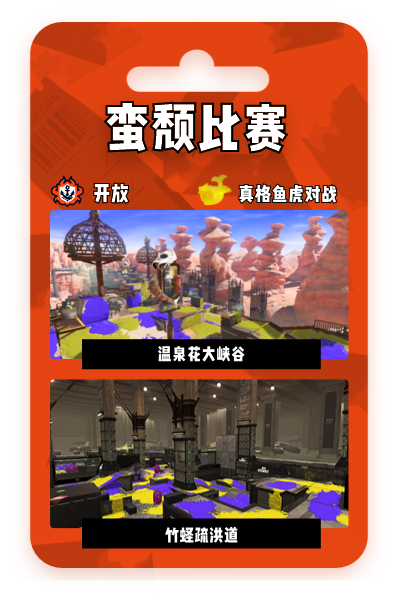 蛮颓比赛
开放
真格鱼虎对战
温泉花大峡谷
竹蛏疏洪道